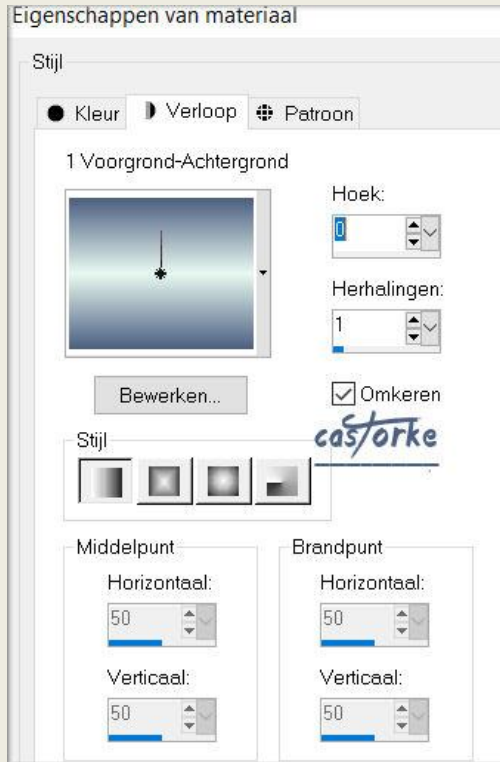 Eigenschappen van materiaal
Stijl
Kleur Verloop Patroon
1 Voorgrond-Achtergrond
Hoek:
0
Herhalingen:
1
Bewerken...
Omkeren
castorke
Stijl
Middelpunt Brandpunt
Horizontaal: Horizontaal:
50 50
Verticaal: Verticaal:
50 50